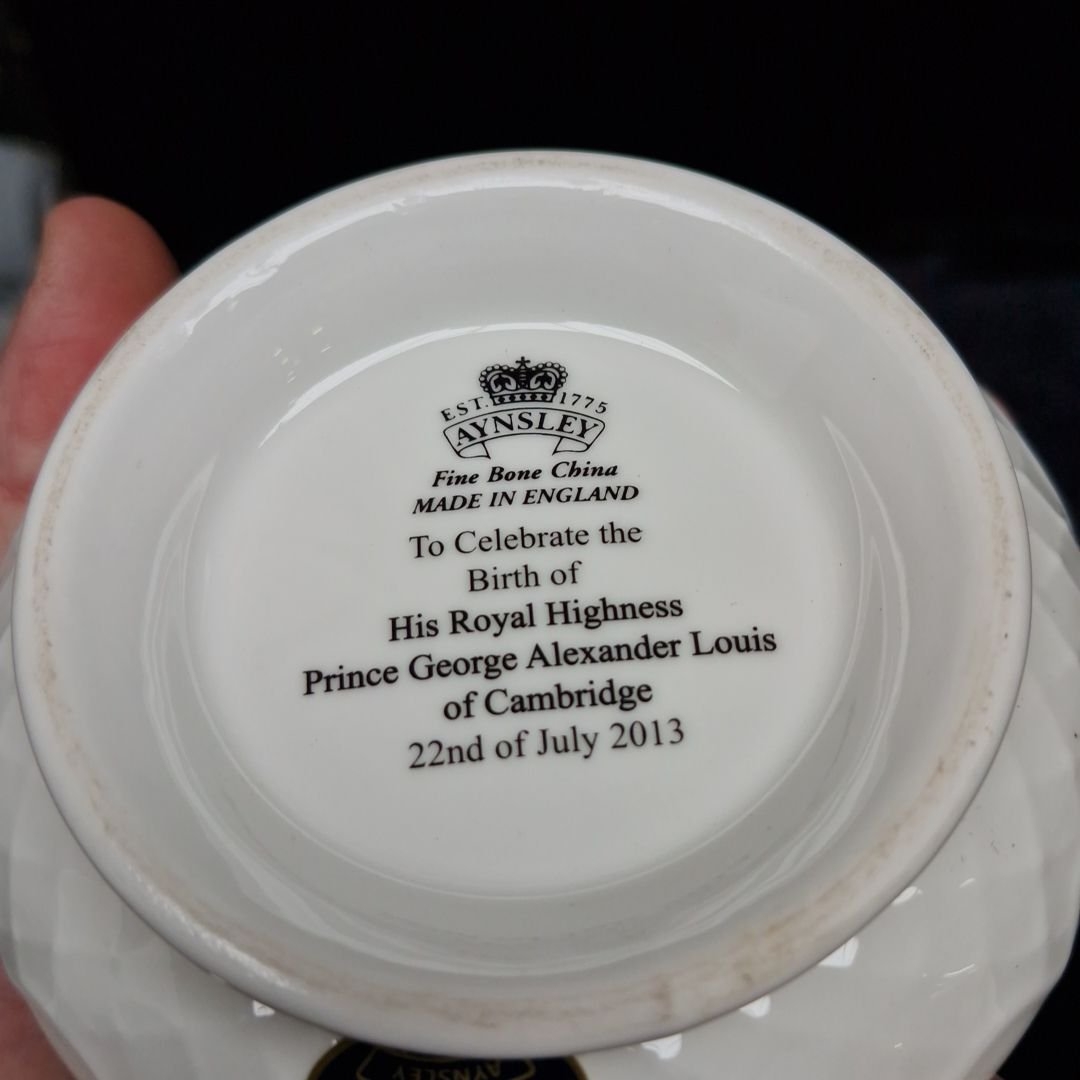 EST. 1775
AYNSLEY
Fine Bone China
MADE IN ENGLAND
To Celebrate the
Birth of
His Royal Highness
Prince George Alexander Louis
of Cambridge
22nd of July 2013
AYNSLEY